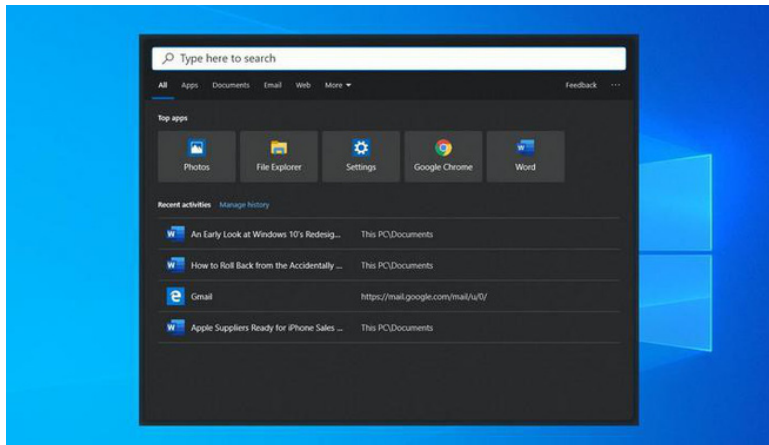 Type here to search
All Apps Documents Email Web More Feedback ...
Top apps
Photos File Explorer Settings Google Chrome Word
Recent activities Manage history
An Early Look at Windows 10's Redesig... This PC\Documents
How to Roll Back from the Accidentally ... This PC\Documents
Gmail https://mail.google.com/mail/u/0/
Apple Suppliers Ready for iPhone Sales ... This PC\Documents